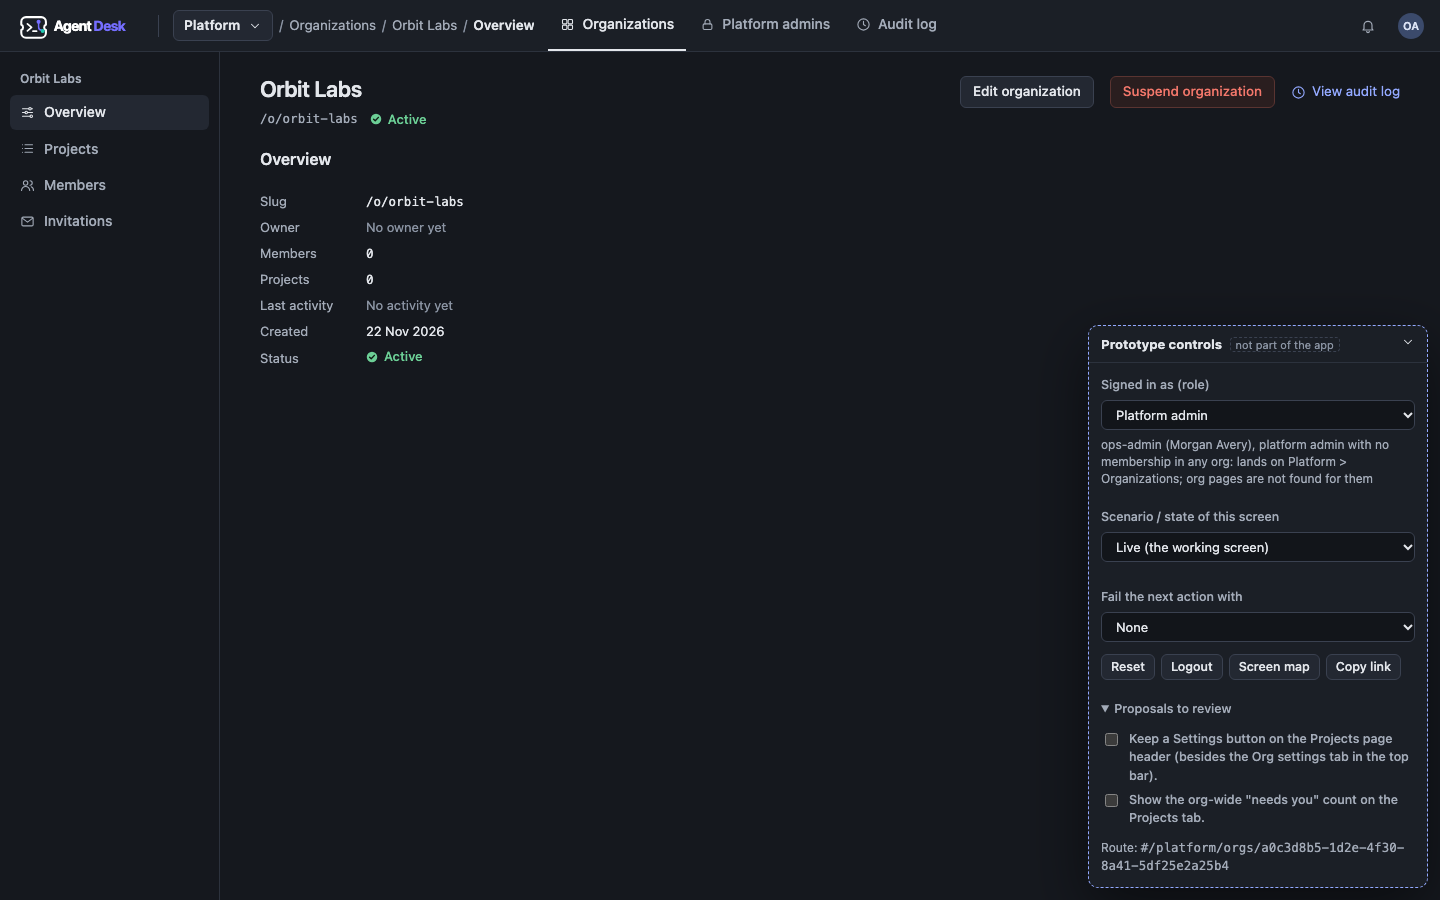 AgentDesk
Platform / Organizations / Orbit Labs / Overview
Organizations
Platform admins
Audit log
OA
Orbit Labs
Overview
Projects
Members
Invitations
Orbit Labs
/o/orbit-labs Active
Edit organization
Suspend organization
View audit log
Overview
Slug /o/orbit-labs
Owner No owner yet
Members 0
Projects 0
Last activity No activity yet
Created 22 Nov 2026
Status Active
Prototype controls not part of the app
Signed in as (role)
Platform admin
ops-admin (Morgan Avery), platform admin with no
membership in any org: lands on Platform >
Organizations; org pages are not found for them
Scenario / state of this screen
Live (the working screen)
Fail the next action with
None
Reset Logout Screen map Copy link
Proposals to review
Keep a Settings button on the Projects page
header (besides the Org settings tab in the top
bar).
Show the org-wide "needs you" count on the
Projects tab.
Route: #/platform/orgs/a0c3d8b5-1d2e-4f30-
8a41-5df25e2a25b4